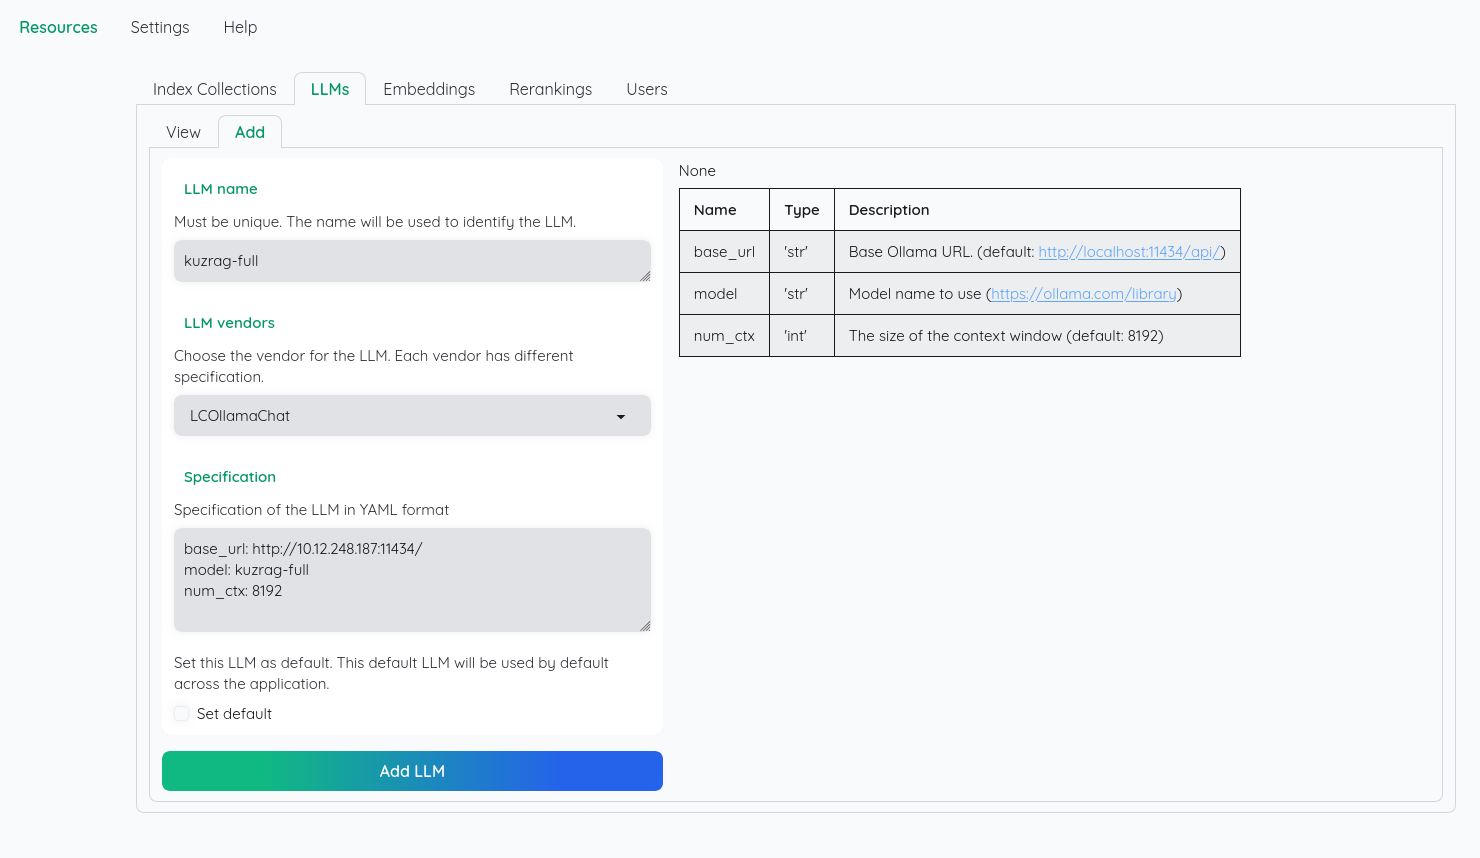 Resources Settings Help
Index Collections LLMs Embeddings Rerankings Users
View Add
LLM name
Must be unique. The name will be used to identify the LLM.
kuzrag-full
LLM vendors
Choose the vendor for the LLM. Each vendor has different
specification.
LCOllamaChat
Specification
Specification of the LLM in YAML format
base_url: http://10.12.248.187:11434/
model: kuzrag-full
num_ctx: 8192
Set this LLM as default. This default LLM will be used by default
across the application.
Set default
Add LLM
None
Name Type Description
base_url 'str' Base Ollama URL. (default: http://localhost:11434/api/)
model 'str' Model name to use (https://ollama.com/library)
num_ctx 'int' The size of the context window (default: 8192)